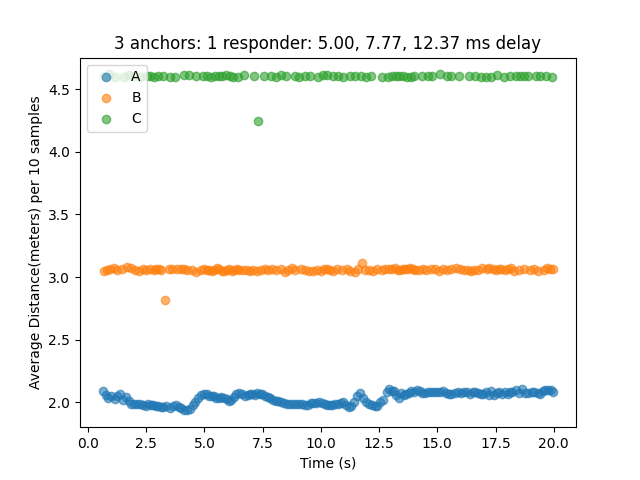 3 anchors: 1 responder: 5.00, 7.77, 12.37 ms delay
A
B
C
Average Distance(meters) per 10 samples
4.5
4.0
3.5
3.0
2.5
2.0
0.0 2.5 5.0 7.5 10.0 12.5 15.0 17.5 20.0
Time (s)